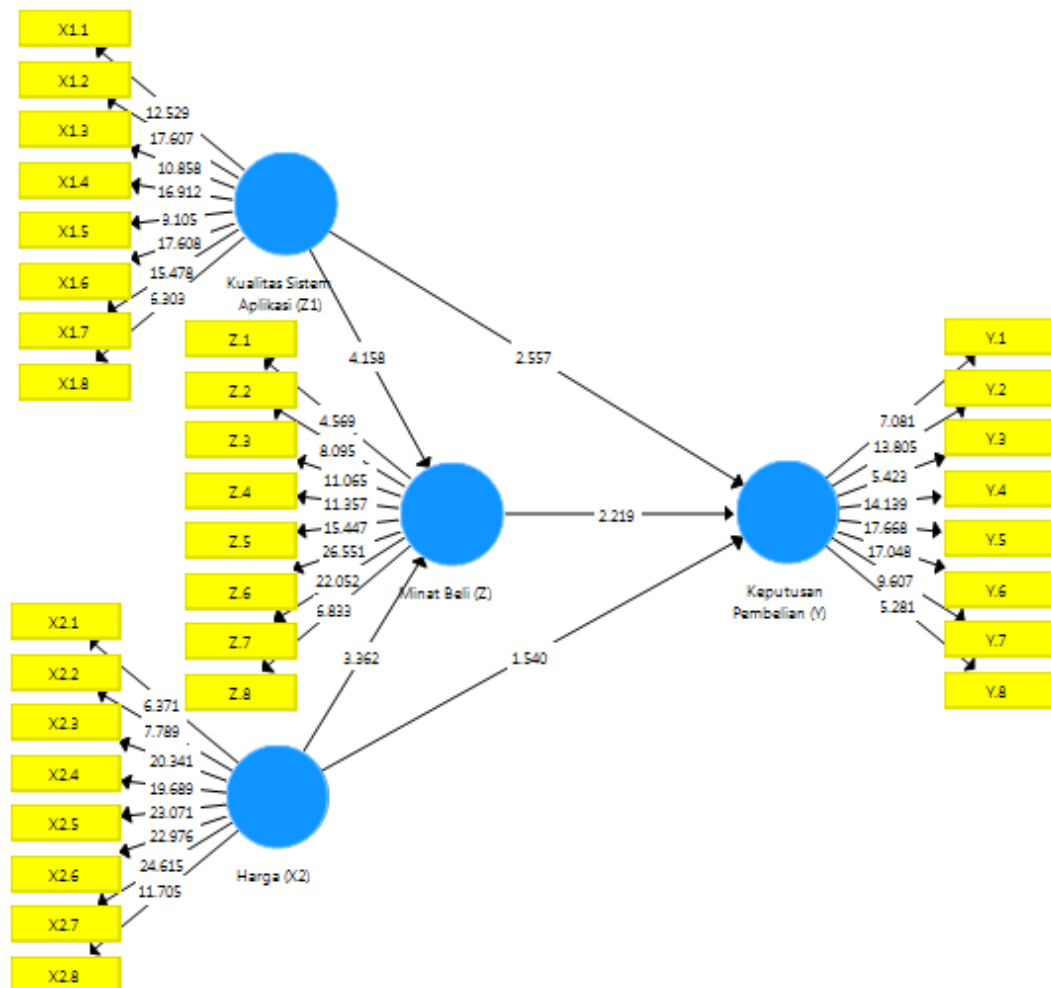 X1.1
X1.2
X1.3
X1.4
X1.5
X1.6
X1.7
X1.8
12.529
17.607
10.858
16.912
9.105
17.608
15.478
6.303
Kualitas Sistem
Aplikasi (Z1)
4.158
2.557
Z.1
Z.2
Z.3
Z.4
Z.5
Z.6
Z.7
Z.8
4.569
8.095
11.065
11.357
15.447
26.551
22.052
6.833
Minat Beli (Z)
2.219
3.362
1.540
X2.1
X2.2
X2.3
X2.4
X2.5
X2.6
X2.7
X2.8
6.371
7.789
20.341
19.689
23.071
22.976
24.615
11.705
Harga (X2)
Y.1
Y.2
Y.3
Y.4
Y.5
Y.6
Y.7
Y.8
7.081
13.805
5.423
14.139
17.668
17.048
9.607
5.281
Keputusan
Pembelian (Y)